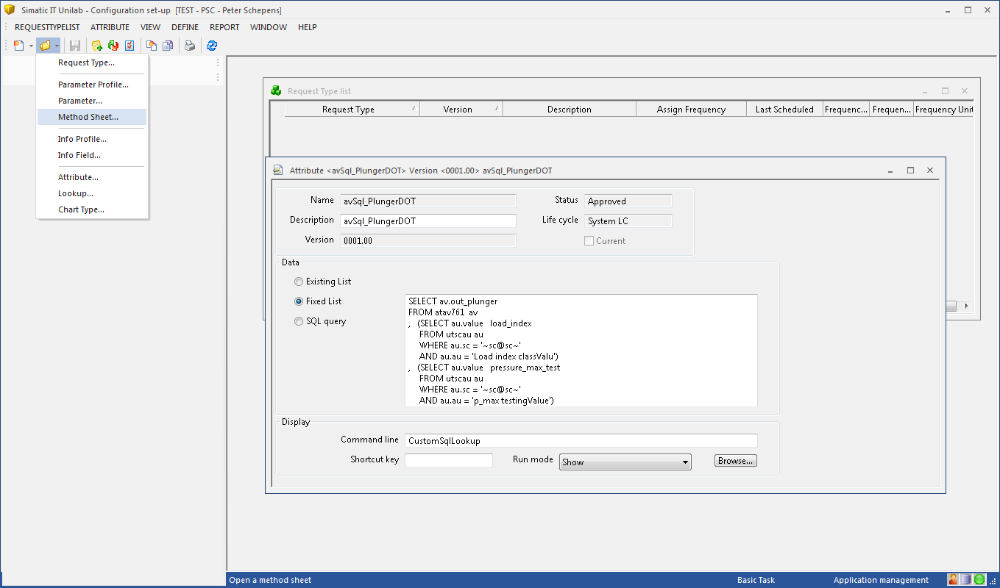 Simatic IT Unilab - Configuration set-up [TEST - PSC - Peter Schepens]
REQUESTTYPELIST ATTRIBUTE VIEW DEFINE REPORT WINDOW HELP
Request Type...
Parameter Profile...
Parameter...
Method Sheet...
Info Profile...
Info Field...
Attribute...
Lookup...
Chart Type...
Request Type list
Request Type Version Description Assign Frequency Last Scheduled Frequenc... Frequen... Frequency Unit
Attribute <avSql_PlungerDOT> Version <0001.00> avSql_PlungerDOT
Name avSql_PlungerDOT Status Approved
Description avSql_PlungerDOT Life cycle System LC
Version 0001.00 Current
Data
Existing List
Fixed List
SQL query
SELECT av.out_plunger
FROM atav761 av
, (SELECT au.value load_index
FROM utscau au
WHERE au.sc = '~sc@sc~'
AND au.au = 'Load index classValu')
, (SELECT au.value pressure_max_test
FROM utscau au
WHERE au.sc = '~sc@sc~'
AND au.au = 'p_max testingValue')
Display
Command line CustomSqlLookup
Shortcut key Run mode Show Browse...
Open a method sheet Basic Task Application management